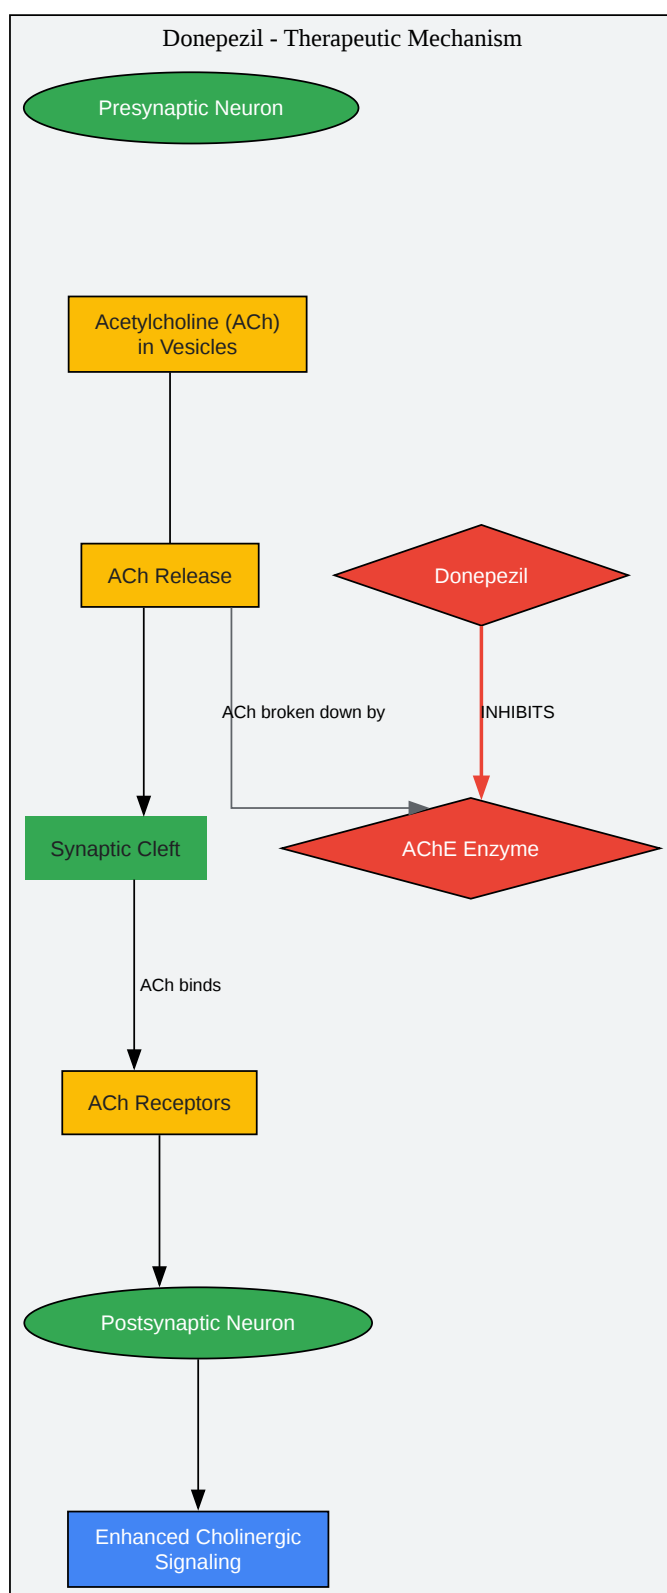 Donepezil - Therapeutic Mechanism
Presynaptic Neuron
Acetylcholine (ACh)
in Vesicles
ACh Release
Donepezil
ACh broken down by
INHIBITS
Synaptic Cleft
AChE Enzyme
ACh binds
ACh Receptors
Postsynaptic Neuron
Enhanced Cholinergic
Signaling